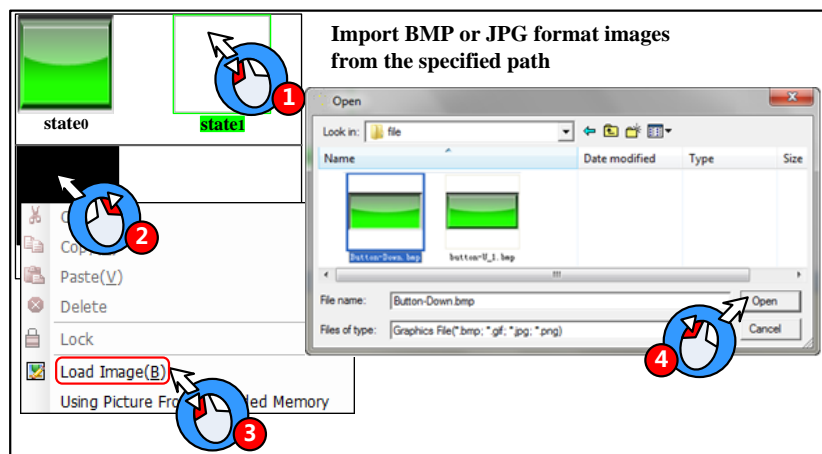 Import BMP or JPG format images
from the specified path
state0
state1
1
2
Paste(V)
Delete
Lock
Load Image(B)
Using Picture Memory
3
Open
Look in: file
Name Date modified Type Size
Button-Down.bmp button-U_1.bmp
File name: Button-Down.bmp Open
Files of type: Graphics File(*.bmp; *.gif; *.jpg; *.png) Cancel
4